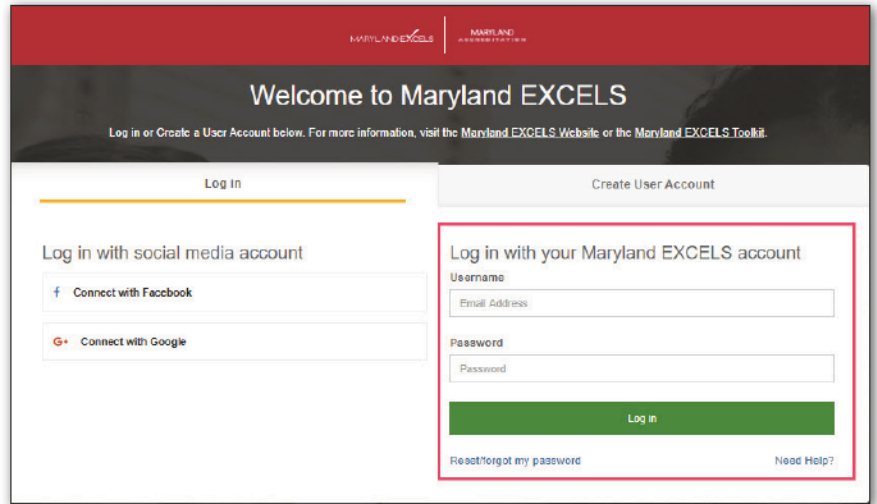 MARYLAND EXCELS
MARYLAND
ACCREDITATION
Welcome to Maryland EXCELS
Log in or Create a User Account below. For more information, visit the Maryland EXCELS Website or the Maryland EXCELS Toolkit.
Log in
Create User Account
Log in with social media account
f Connect with Facebook
G+ Connect with Google
Log in with your Maryland EXCELS account
Username
Email Address
Password
Password
Log in
Reset/forgot my password
Need Help?